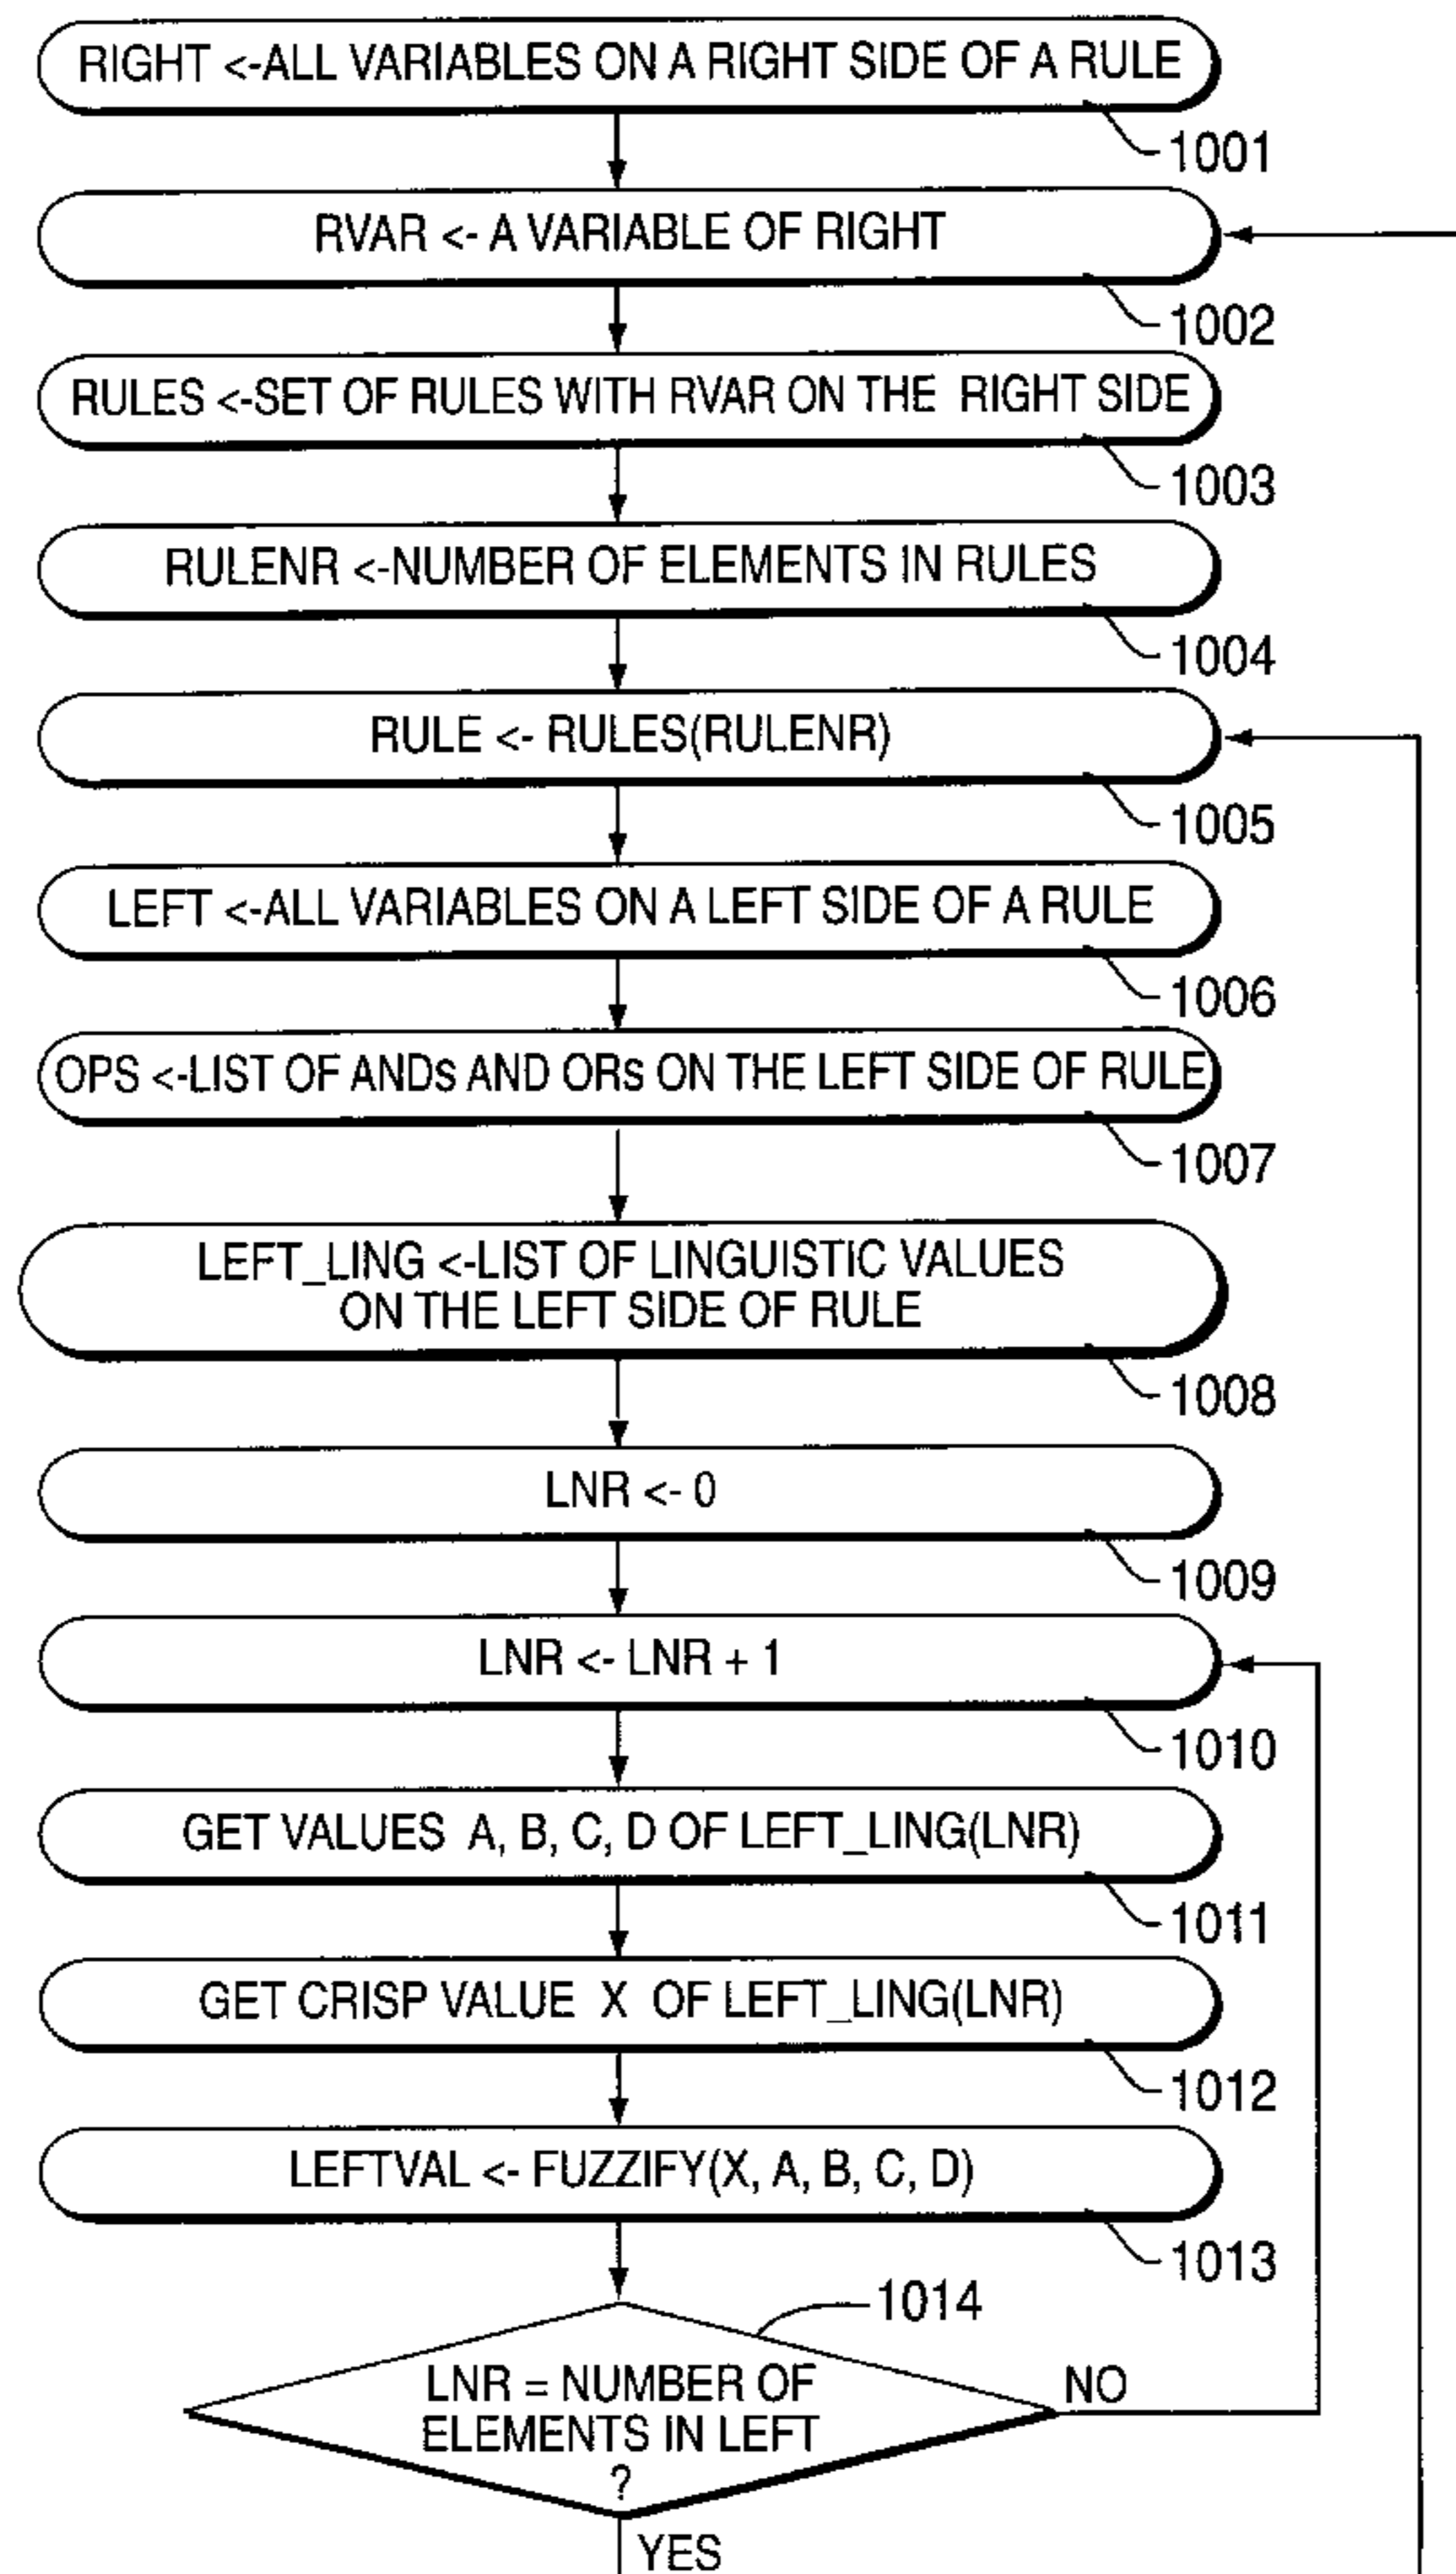 RIGHT <-ALL VARIABLES ON A RIGHT SIDE OF A RULE
1001
RVAR <- A VARIABLE OF RIGHT
1002
RULES <-SET OF RULES WITH RVAR ON THE RIGHT SIDE
1003
RULENR <-NUMBER OF ELEMENTS IN RULES
1004
RULE <- RULES(RULENR)
1005
LEFT <-ALL VARIABLES ON A LEFT SIDE OF A RULE
1006
OPS <-LIST OF ANDs AND ORs ON THE LEFT SIDE OF RULE
1007
LEFT_LING <-LIST OF LINGUISTIC VALUES
ON THE LEFT SIDE OF RULE
1008
LNR <- 0
1009
LNR <- LNR + 1
1010
GET VALUES A, B, C, D OF LEFT_LING(LNR)
1011
GET CRISP VALUE X OF LEFT_LING(LNR)
1012
LEFTVAL <- FUZZIFY(X, A, B, C, D)
1013
1014
LNR = NUMBER OF
ELEMENTS IN LEFT
?
NO
YES